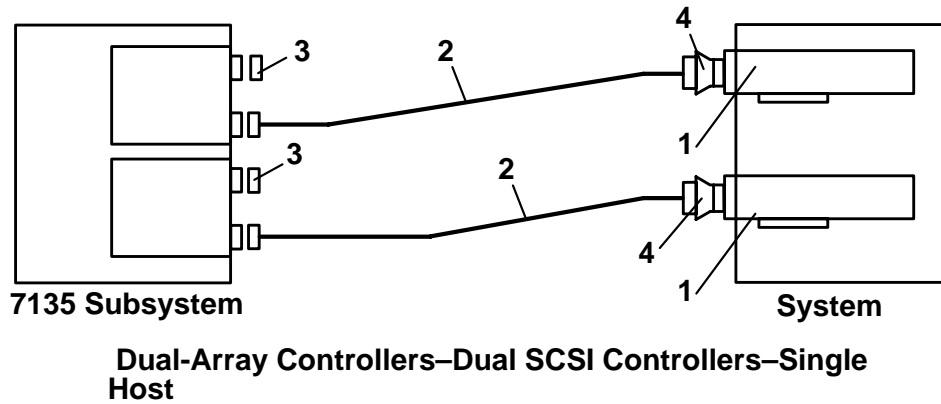 3
2
4
1
3
2
4
1
7135 Subsystem
System
Dual-Array Controllers–Dual SCSI Controllers–Single
Host